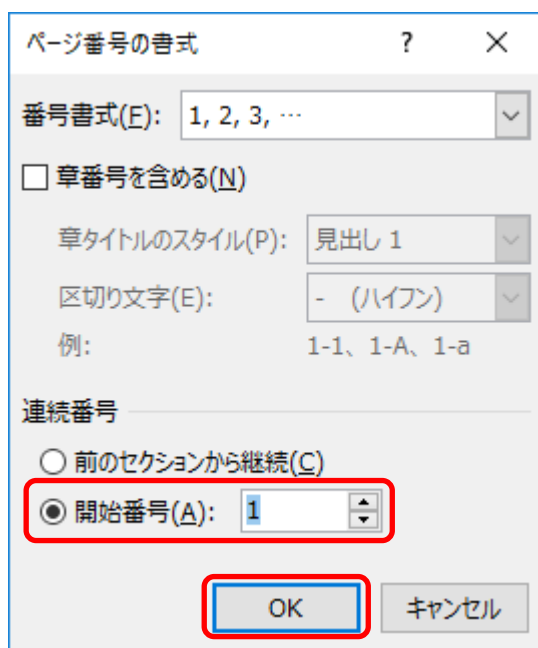 ページ番号の書式 ?
番号書式(F): 1, 2, 3, …
章番号を含める(N)
章タイトルのスタイル(P): 見出し 1
区切り文字(E): - (ハイフン)
例: 1-1、1-A、1-a
連続番号
前のセクションから継続(C)
開始番号(A): 1
OK キャンセル